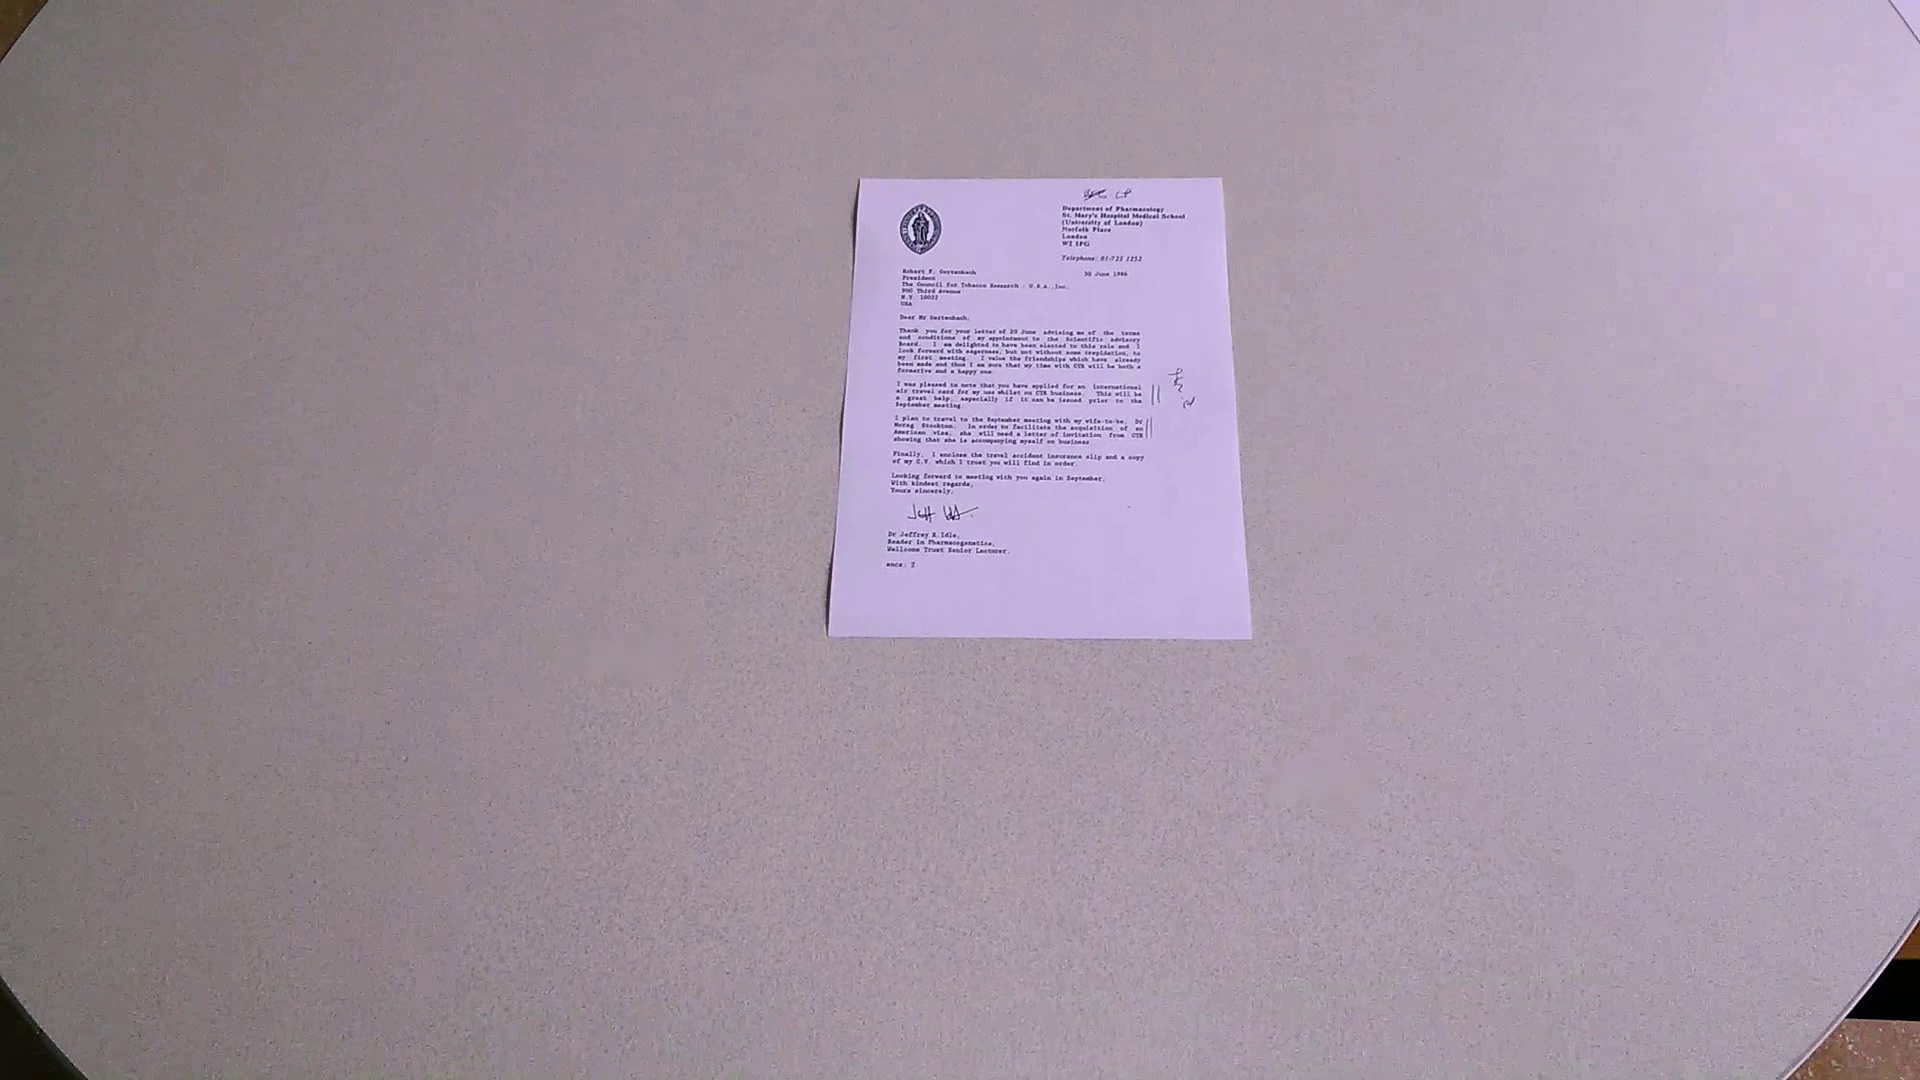 Department of Pharmacology
St. Mary's Hospital Medical School
(University of London)
Norfolk Place
London
W2 1PG
Telephone: 01-723 1252
30 June 1986
Robert F. Gertenbach
President
The Council for Tobacco Research - U.S.A.,Inc.
900 Third Avenue
N.Y. 10022
USA
Dear Mr Gertenbach,
Thank you for your letter of 20 June advising me of the terms
and conditions of my appointment to the Scientific Advisory
Board. I am delighted to have been elected to this role and I
look forward with eagerness, but not without some trepidation, to
my first meeting. I value the friendships which have already
been made and thus I am sure that my time with CTR will be both a
formative and a happy one.
I was pleased to note that you have applied for an international
air travel card for my use whilst on CTR business. This will be
a great help, especially if it can be issued prior to the
September meeting.
I plan to travel to the September meeting with my wife-to-be, Dr
Morag Stockton. In order to facilitate the acquisition of an
American visa, she will need a letter of invitation from CTR
showing that she is accompanying myself on business.
Finally, I enclose the travel accident insurance slip and a copy
of my C.V. which I trust you will find in order.
Looking forward to meeting with you again in September.
With kindest regards,
Yours sincerely,
Dr Jeffrey R. Idle,
Reader in Pharmacogenetics,
Wellcome Trust Senior Lecturer.
encs: 2